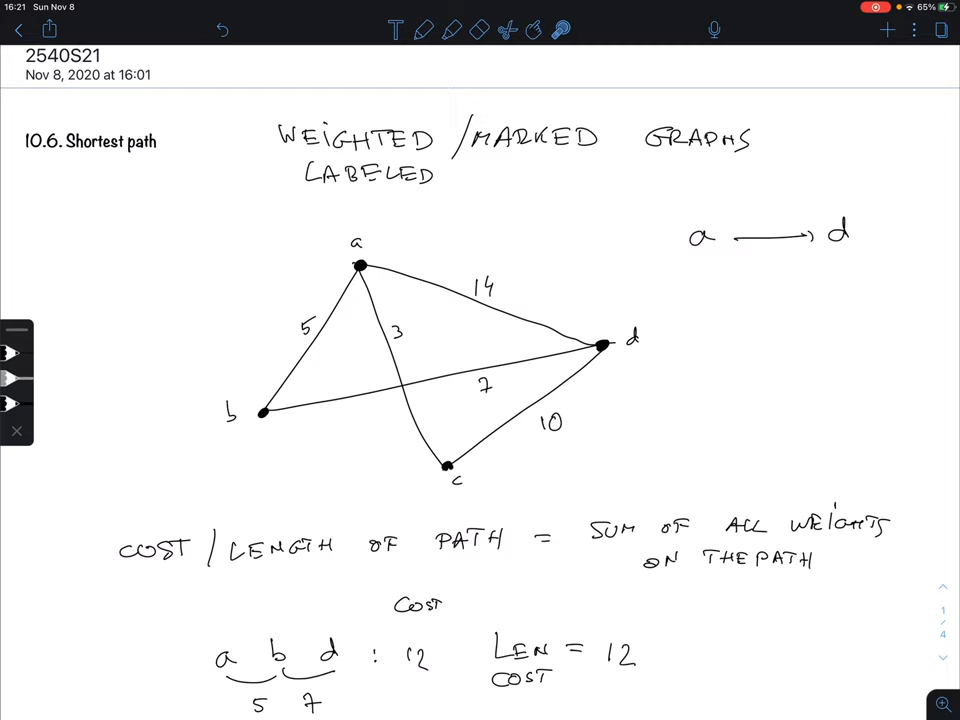 16:21 Sun Nov 8 65%
2540S21
Nov 8, 2020 at 16:01
10.6. Shortest path
WEIGHTED / MARKED GRAPHS
LABELED
a → d
a
14
5
3
d
7
b
10
c
COST / LENGTH OF PATH = SUM OF ALL WEIGHTS
ON THE PATH
COST
a b d : 12 LEN = 12
COST
5 7
1
/
4